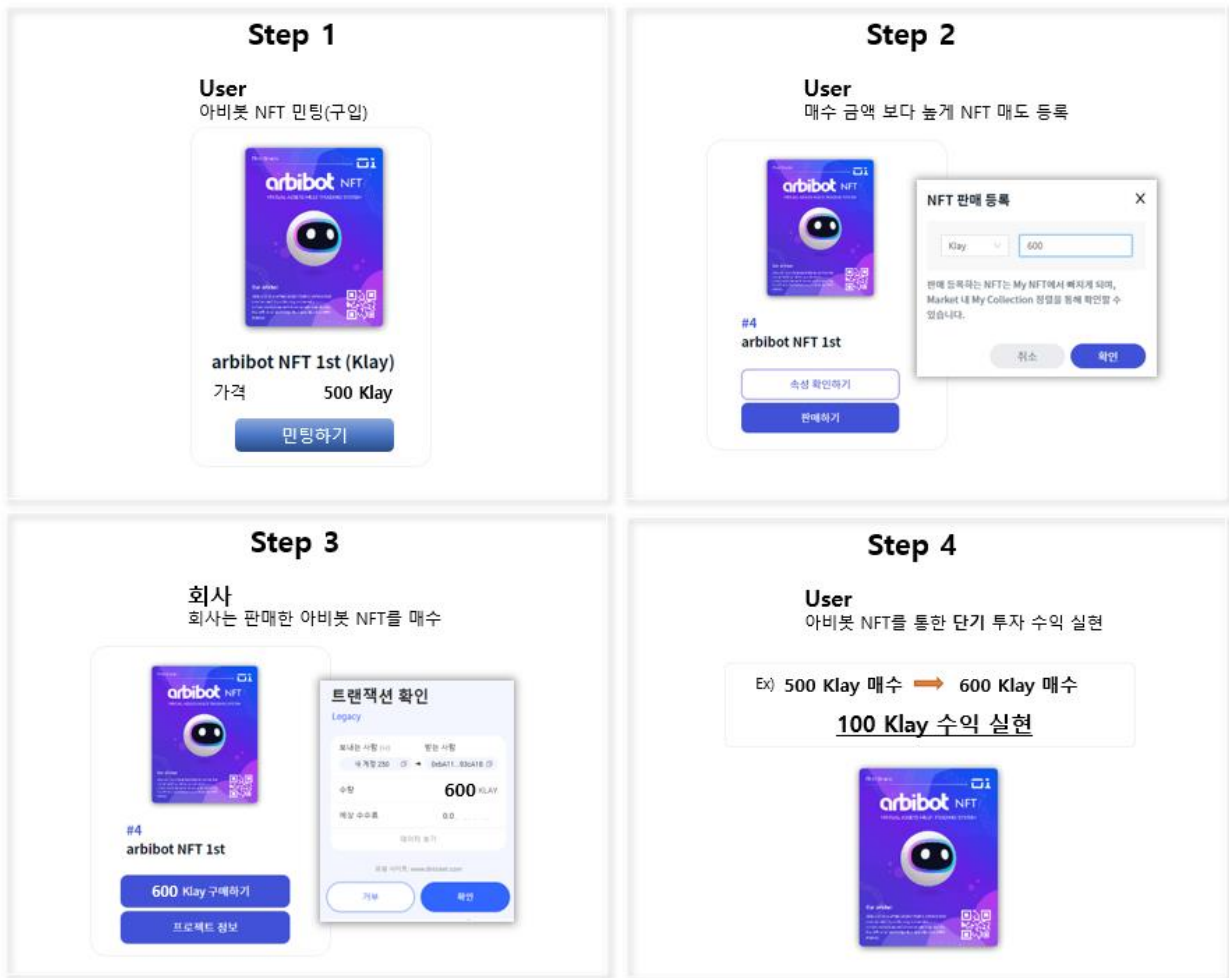 Step 1
User
아비봇 NFT 민팅(구입)
arbibot NFT
arbibot NFT 1st (Klay)
가격 500 Klay
민팅하기
Step 2
User
매수 금액 보다 높게 NFT 매도 등록
arbibot NFT
#4
arbibot NFT 1st
속성 확인하기
판매하기
NFT 판매 등록 X
Klay 600
판매 등록하는 NFT는 My NFT에서 빠지게 되며,
Market 내 My Collection 정렬을 통해 확인할 수
있습니다.
취소 확인
Step 3
회사
회사는 판매한 아비봇 NFT를 매수
arbibot NFT
#4
arbibot NFT 1st
600 Klay 구매하기
프로젝트 정보
트랜잭션 확인
Legacy
보내는 사람 받는 사람
새 계정 250
수량 600 KLAY
예상 수수료 0.0
데이터 보기
거부 확인
Step 4
User
아비봇 NFT를 통한 단기 투자 수익 실현
Ex) 500 Klay 매수 600 Klay 매수
100 Klay 수익 실현
arbibot NFT